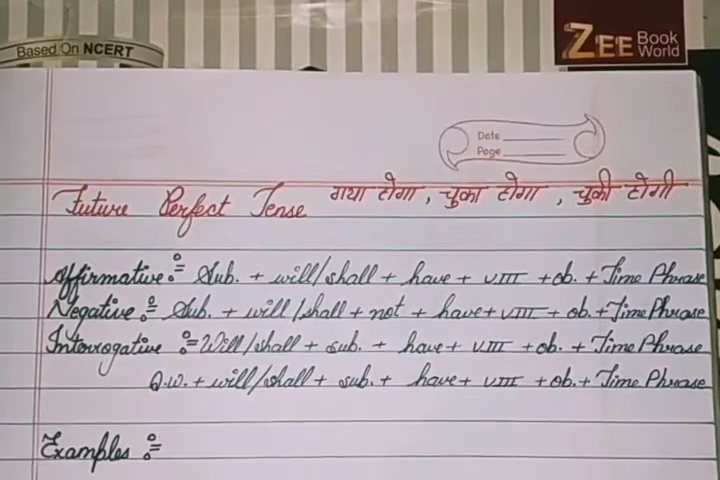 Based On NCERT
ZEE Book World
Date
Page
Future Perfect Tense गया होगा, चुका होगा, चुकी होगी
Affirmative:= Sub. + will/shall + have + VIII + ob. + Time Phrase
Negative:= Sub. + will/shall + not + have + VIII + ob. + Time Phrase
Interrogative:= Will/shall + sub. + have + VIII + ob. + Time Phrase
Q.w. + will/shall + sub. + have + VIII + ob. + Time Phrase
Examples:=